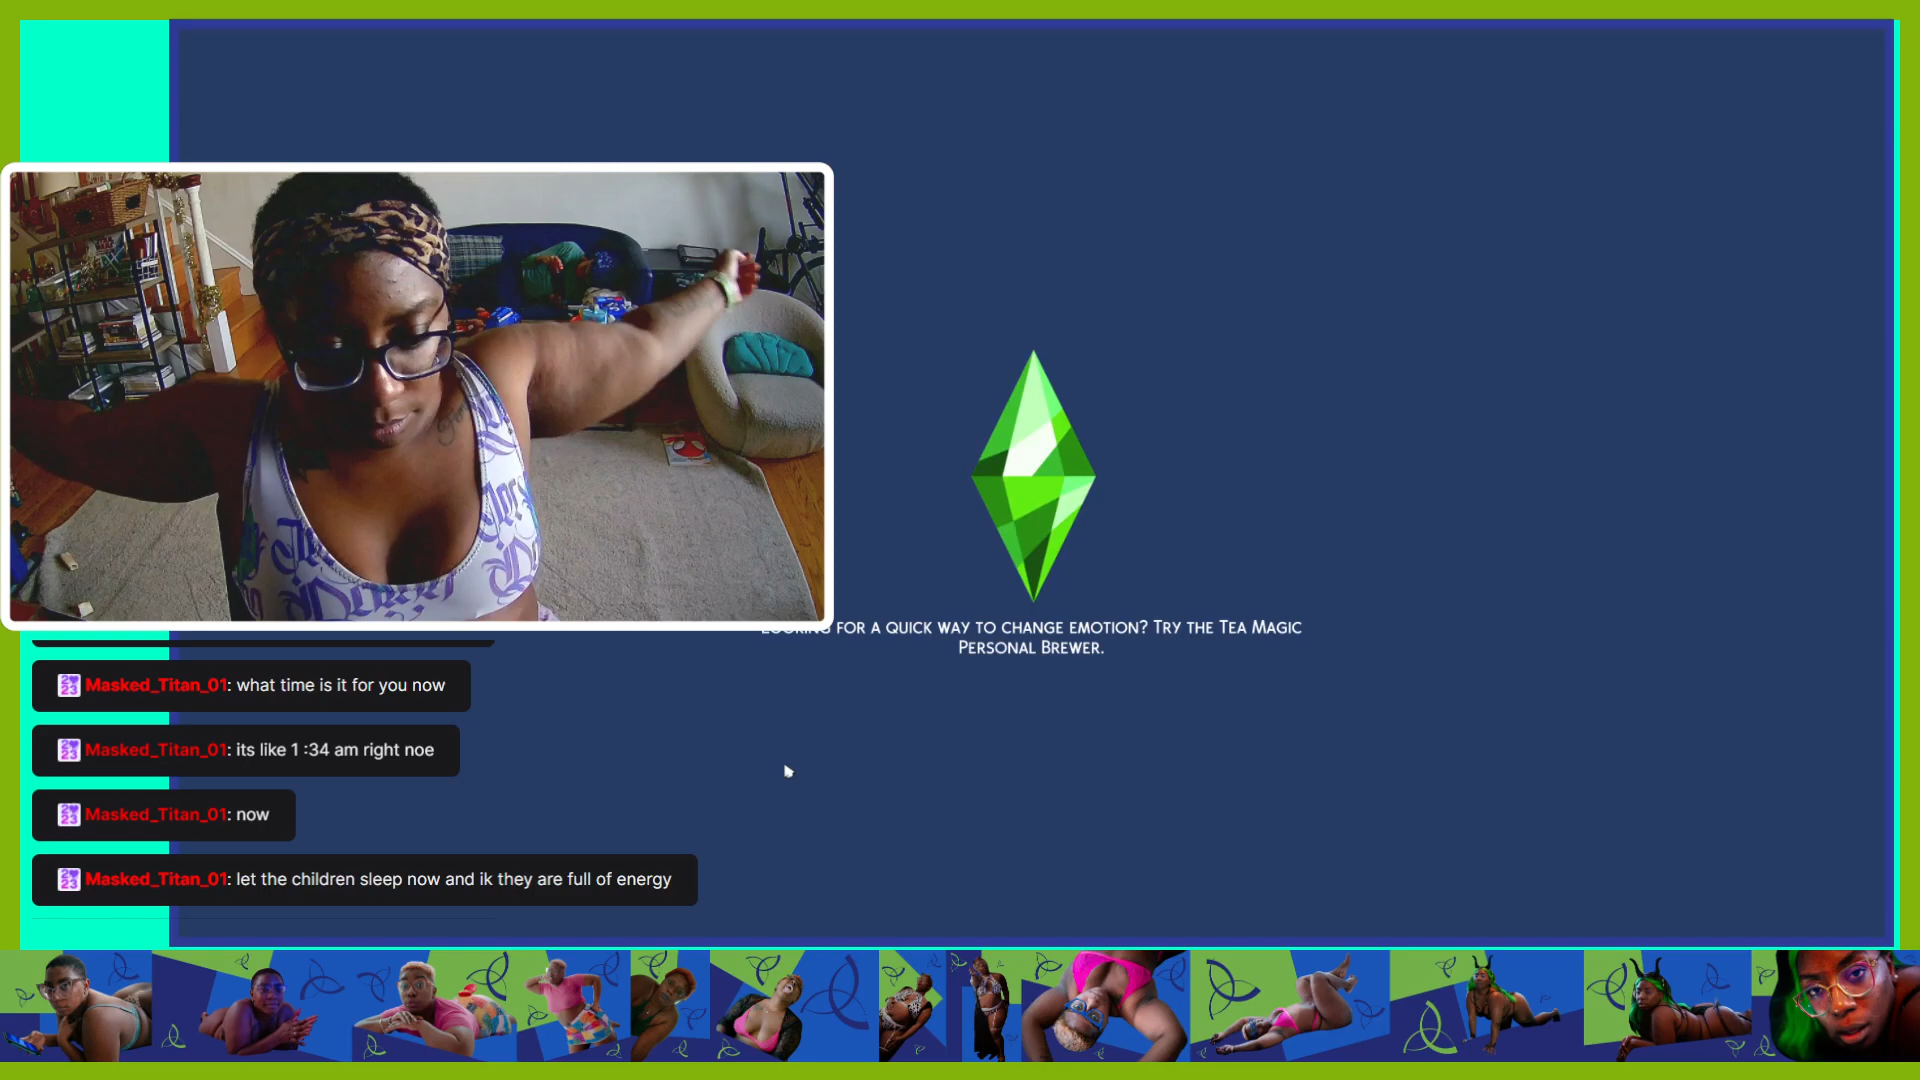 LOOKING FOR A QUICK WAY TO CHANGE EMOTION? TRY THE TEA MAGIC
PERSONAL BREWER.
Masked_Titan_01: what time is it for you now
Masked_Titan_01: its like 1 :34 am right noe
Masked_Titan_01: now
Masked_Titan_01: let the children sleep now and ik they are full of energy